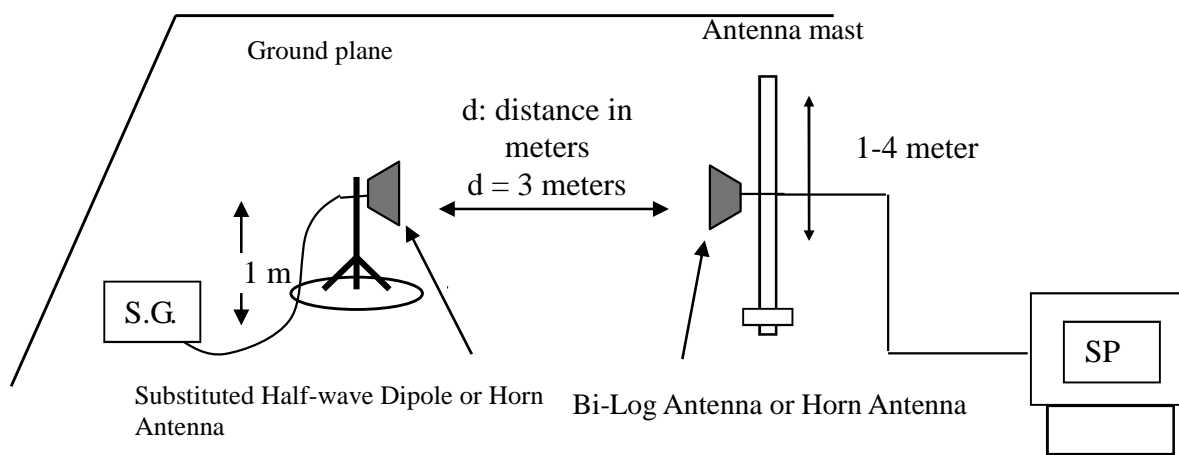 Antenna mast
Ground plane
d: distance in
meters
d = 3 meters
1-4 meter
1 m
S.G.
SP
Substituted Half-wave Dipole or Horn
Antenna
Bi-Log Antenna or Horn Antenna